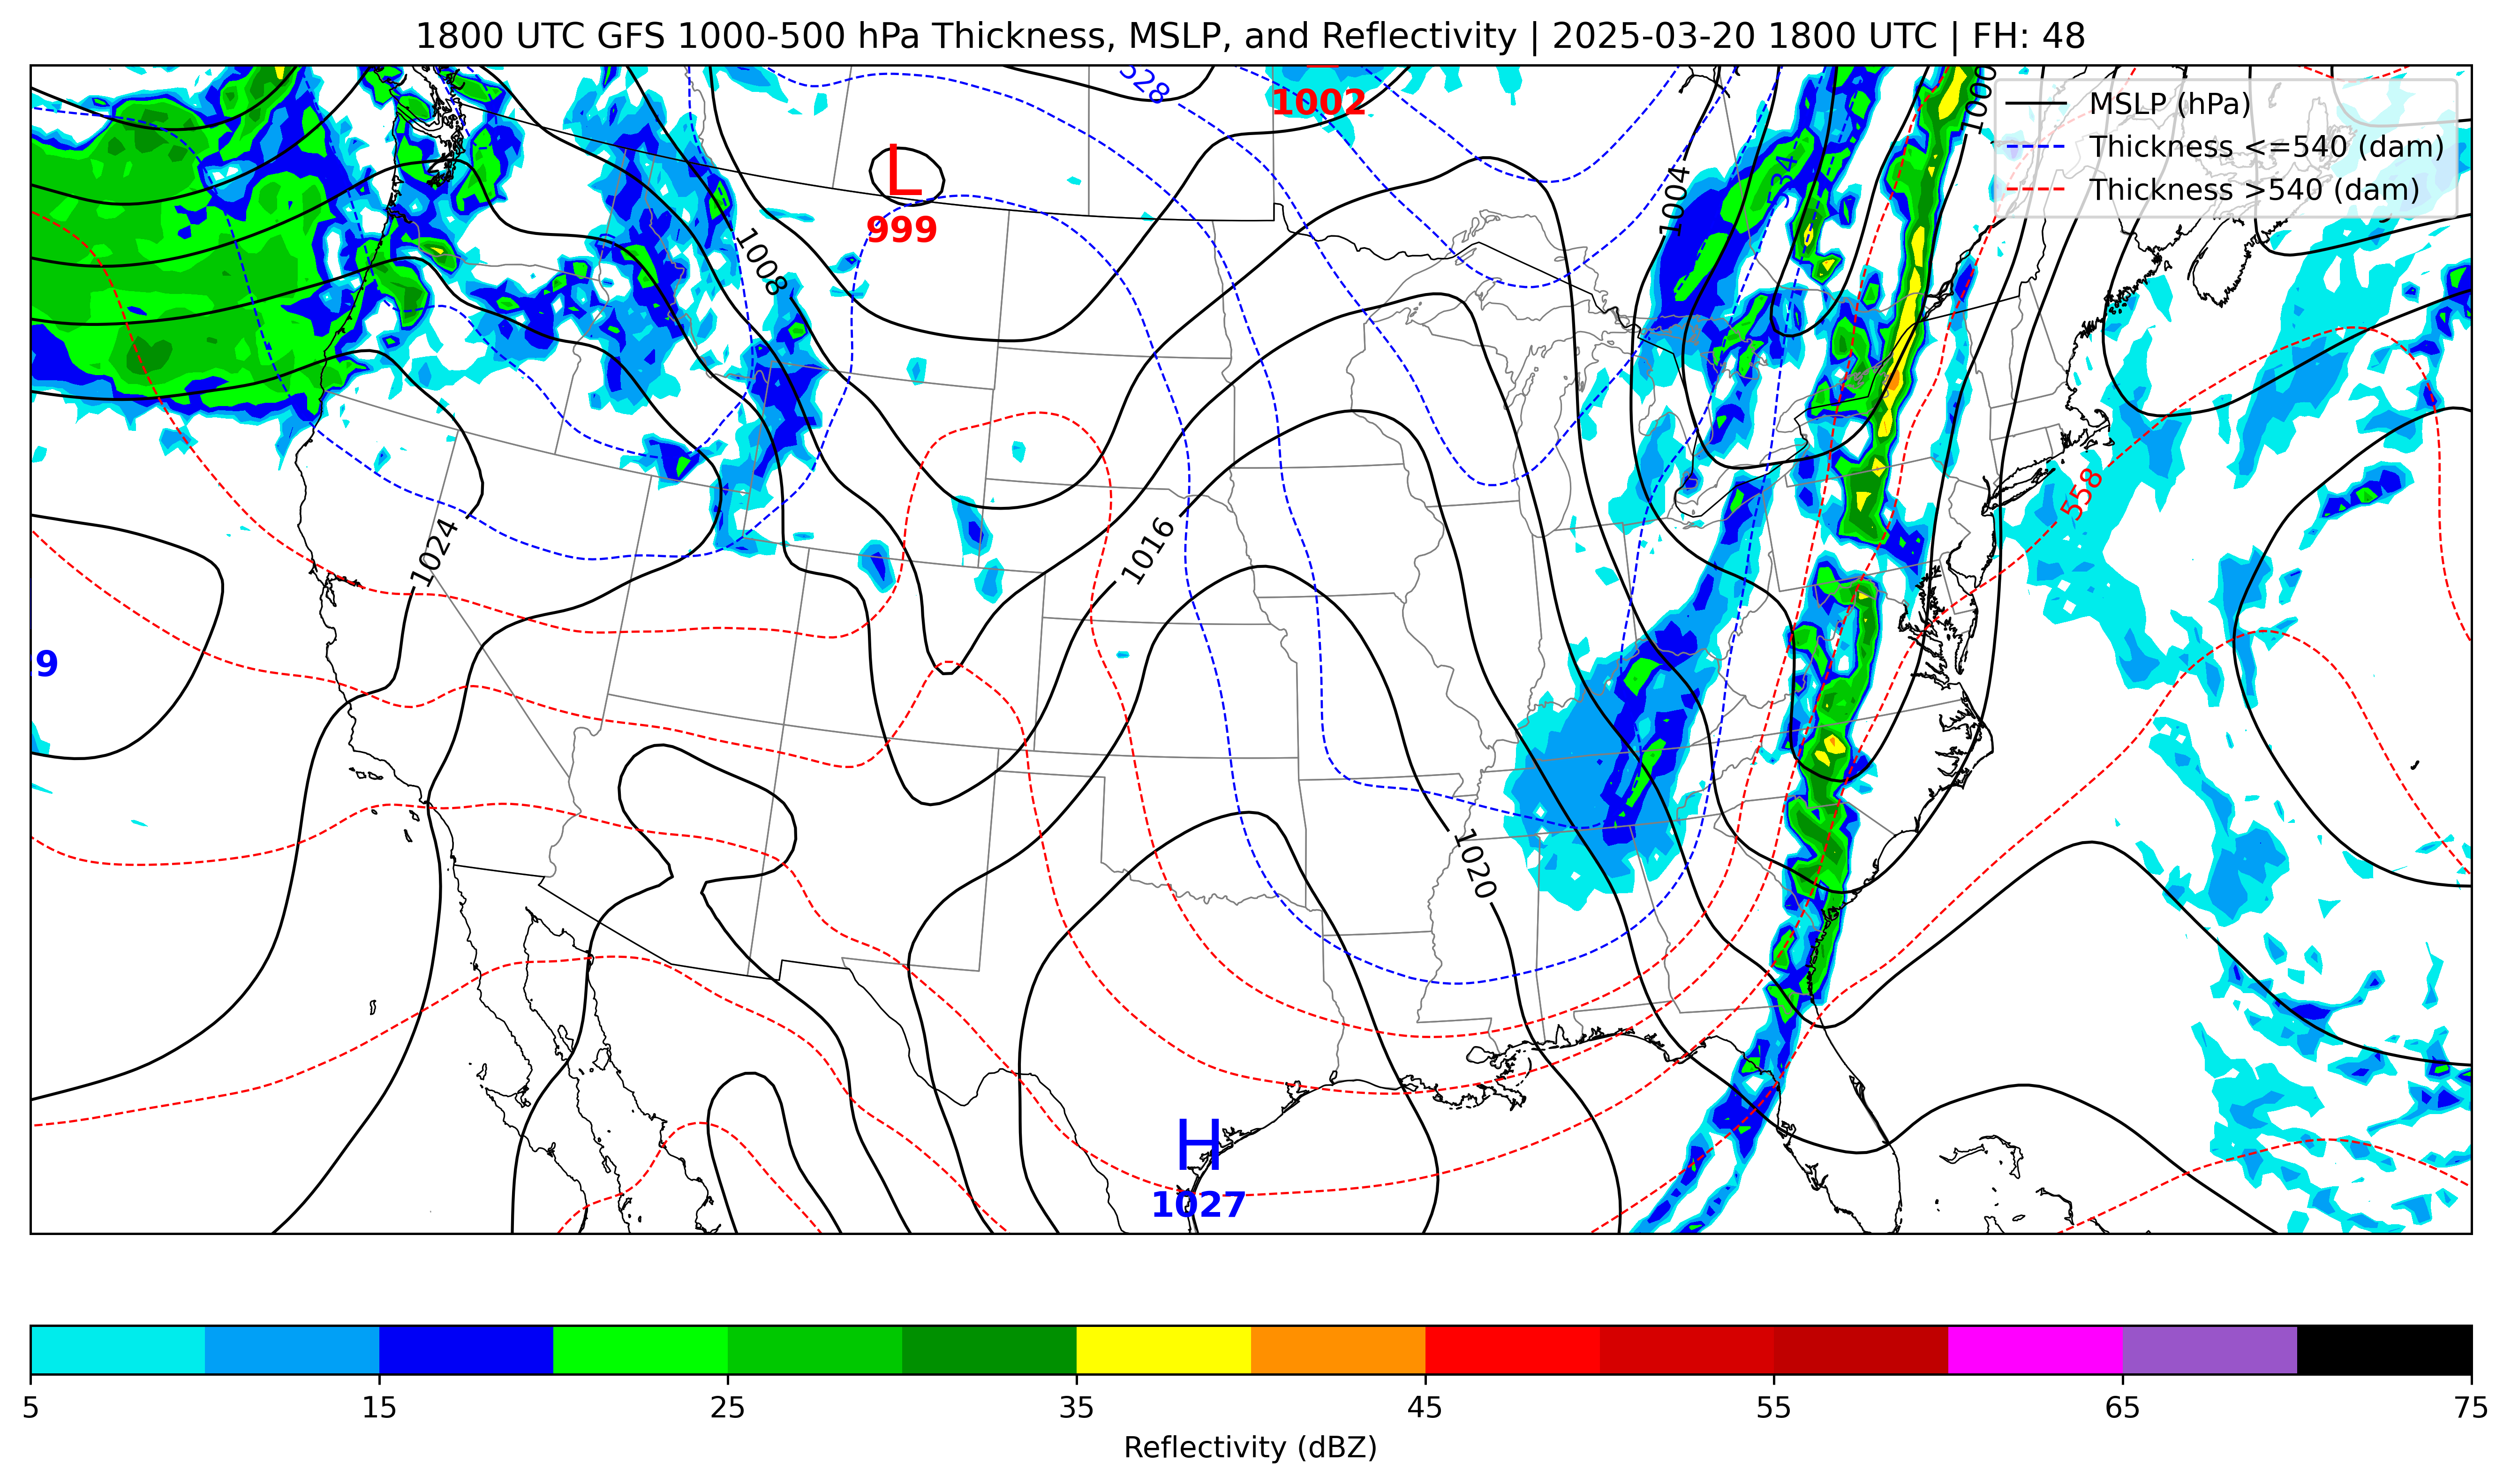 1800 UTC GFS 1000-500 hPa Thickness, MSLP, and Reflectivity | 2025-03-20 1800 UTC | FH: 48
528
1002
1000
MSLP (hPa)
Thickness <=540 (dam)
Thickness >540 (dam)
L
999
1004
534
1008
558
1024
1016
9
1020
H
1027
5 15 25 35 45 55 65 75
Reflectivity (dBZ)